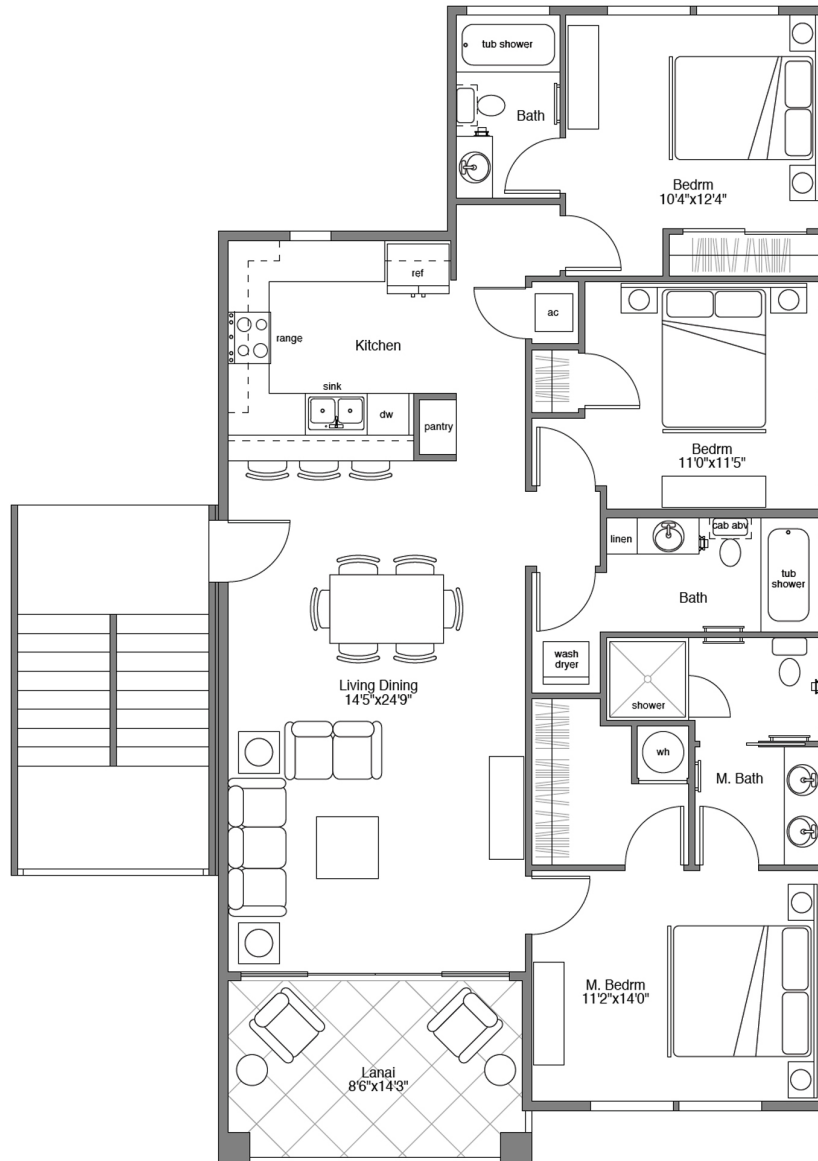 tub shower
Bath
Bedrm
10'4"x12'4"
ref
ac
range
Kitchen
sink
dw
pantry
Bedrm
11'0"x11'5"
linen
cab abv
tub
shower
Bath
wash
dryer
Living Dining
14'5"x24'9"
shower
wh
M. Bath
M. Bedrm
11'2"x14'0"
Lanai
8'6"x14'3"